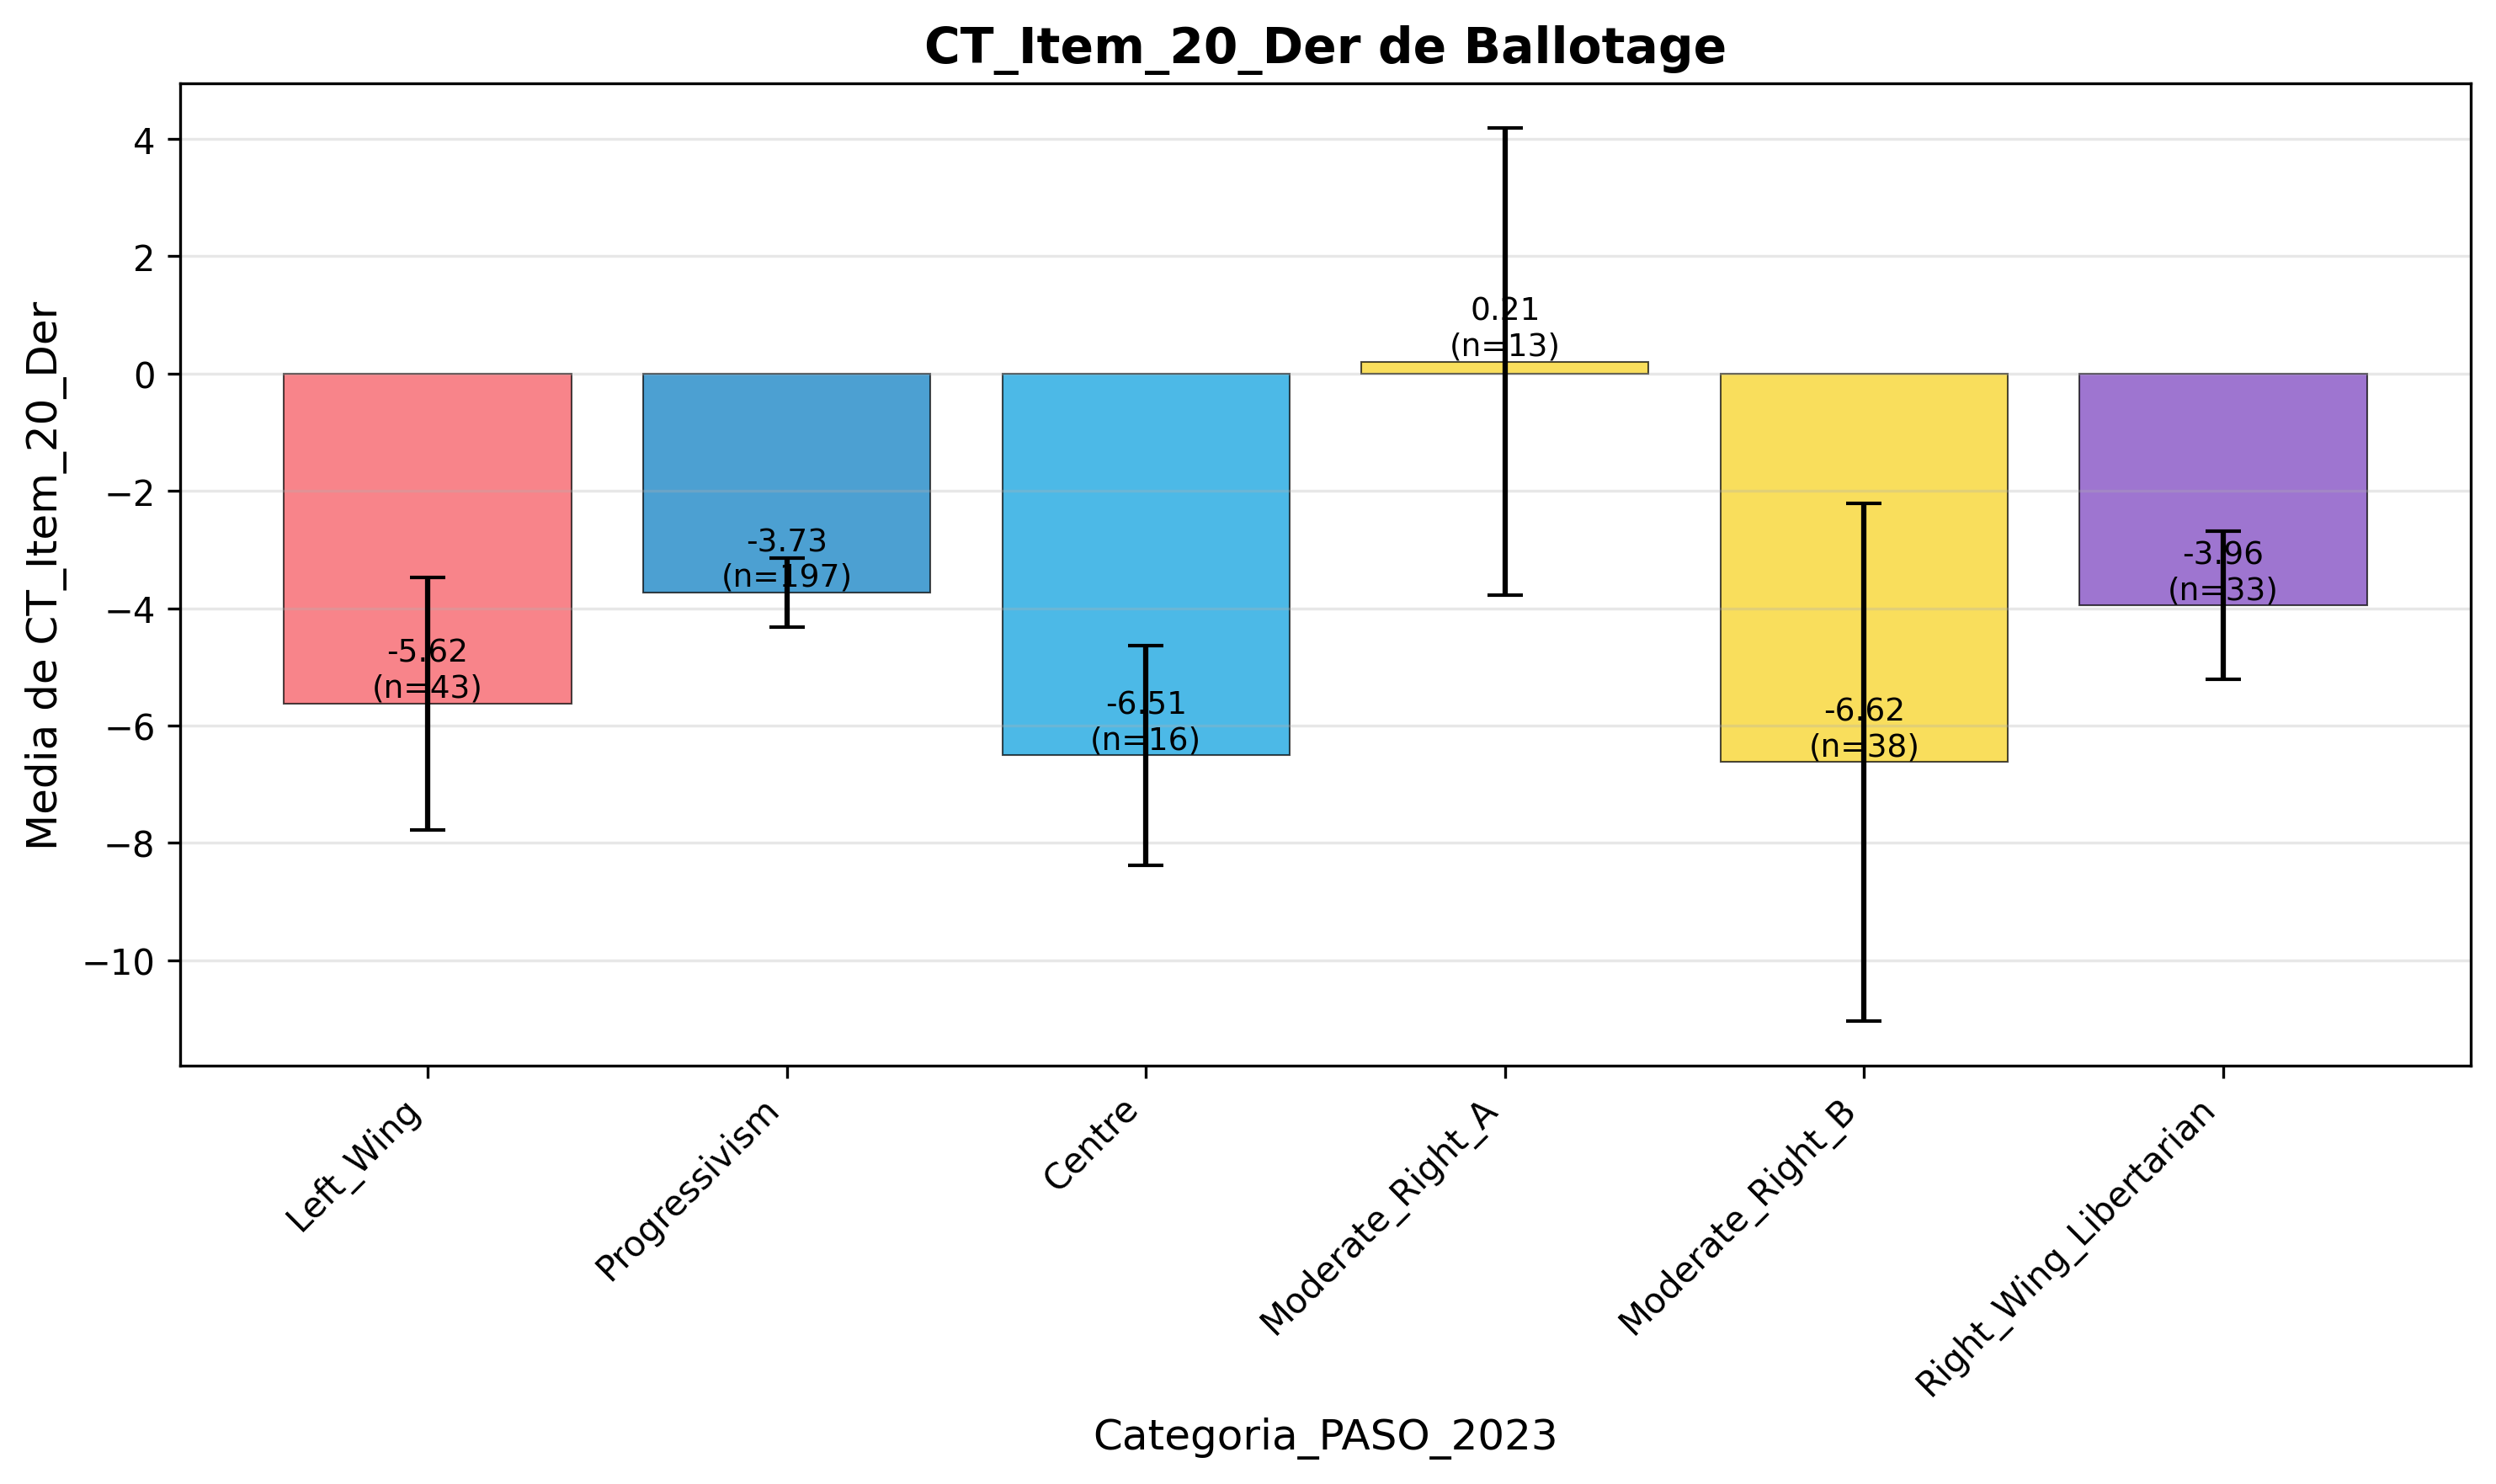 CT_Item_20_Der de Ballotage
Media de CT_Item_20_Der
4
2
0
−2
−4
−6
−8
−10
-5.62
(n=43)
-3.73
(n=197)
-6.51
(n=16)
0.21
(n=13)
-6.62
(n=38)
-3.96
(n=33)
Left_Wing
Progressivism
Centre
Moderate_Right_A
Moderate_Right_B
Right_Wing_Libertarian
Categoria_PASO_2023